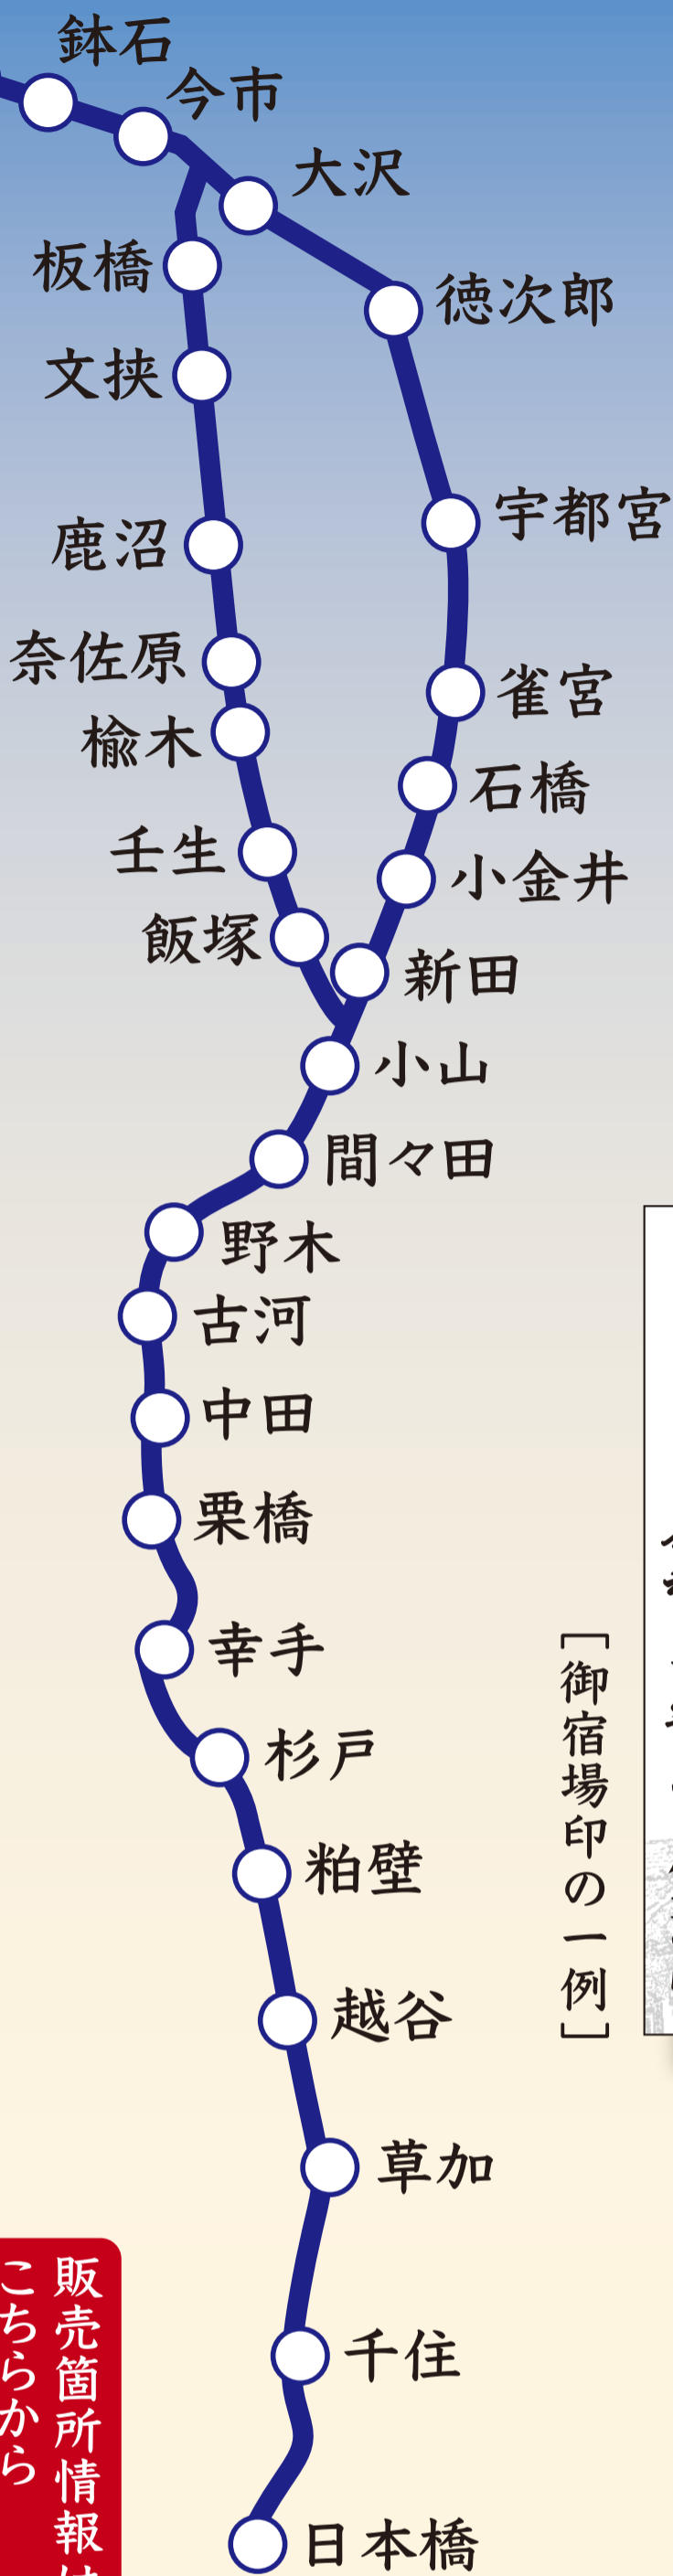 鉢石
今市
大沢
板橋
徳次郎
文挟
宇都宮
鹿沼
奈佐原
雀宮
楡木
石橋
壬生
小金井
飯塚
新田
小山
間々田
野木
古河
中田
栗橋
幸手
杉戸
粕壁
越谷
草加
千住
日本橋
［御宿場印の一例］
販売箇所情報は
こちらから